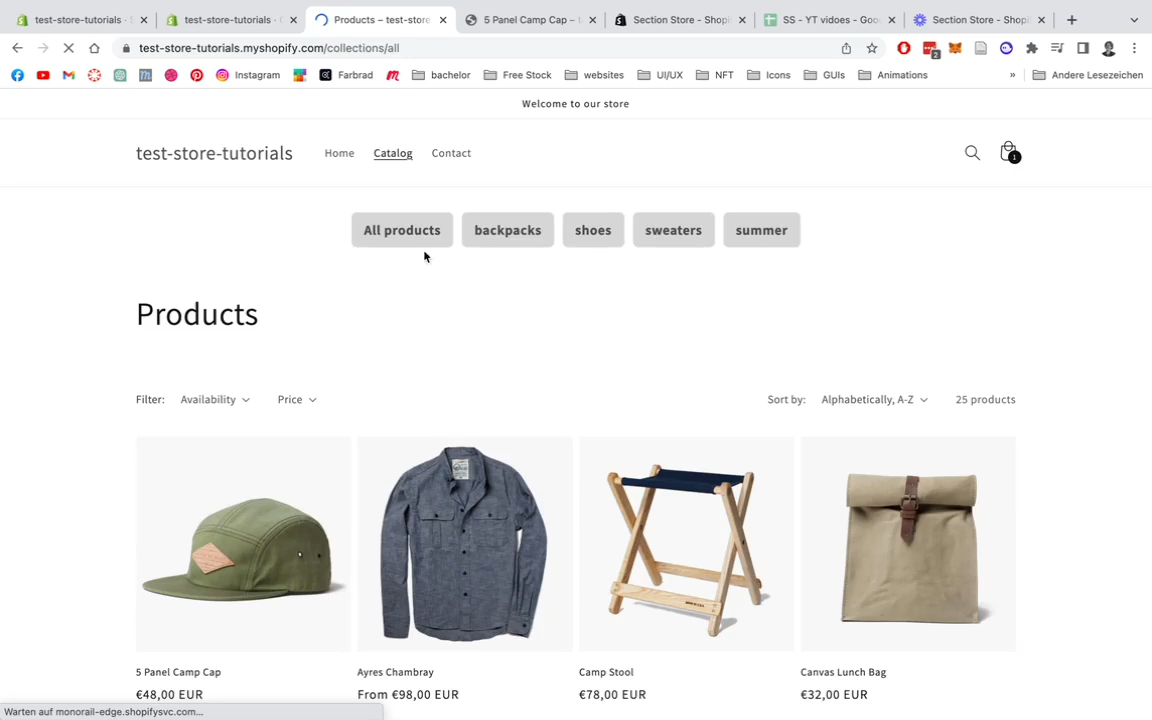 test-store-tutorials ·
test-store-tutorials · C
Products – test-store
5 Panel Camp Cap – t
Section Store - Shopi
SS - YT vidoes - Goo
Section Store - Shopi
test-store-tutorials.myshopify.com/collections/all
2
Instagram
Farbrad
bachelor
Free Stock
websites
UI/UX
NFT
Icons
GUIs
Animations
»
Andere Lesezeichen
Welcome to our store
test-store-tutorials
Home
Catalog
Contact
1
All products
backpacks
shoes
sweaters
summer
Products
Filter:
Availability
Price
Sort by:
Alphabetically, A-Z
25 products
5 Panel Camp Cap
Ayres Chambray
Camp Stool
Canvas Lunch Bag
€48,00 EUR
From €98,00 EUR
€78,00 EUR
€32,00 EUR
Warten auf monorail-edge.shopifysvc.com...